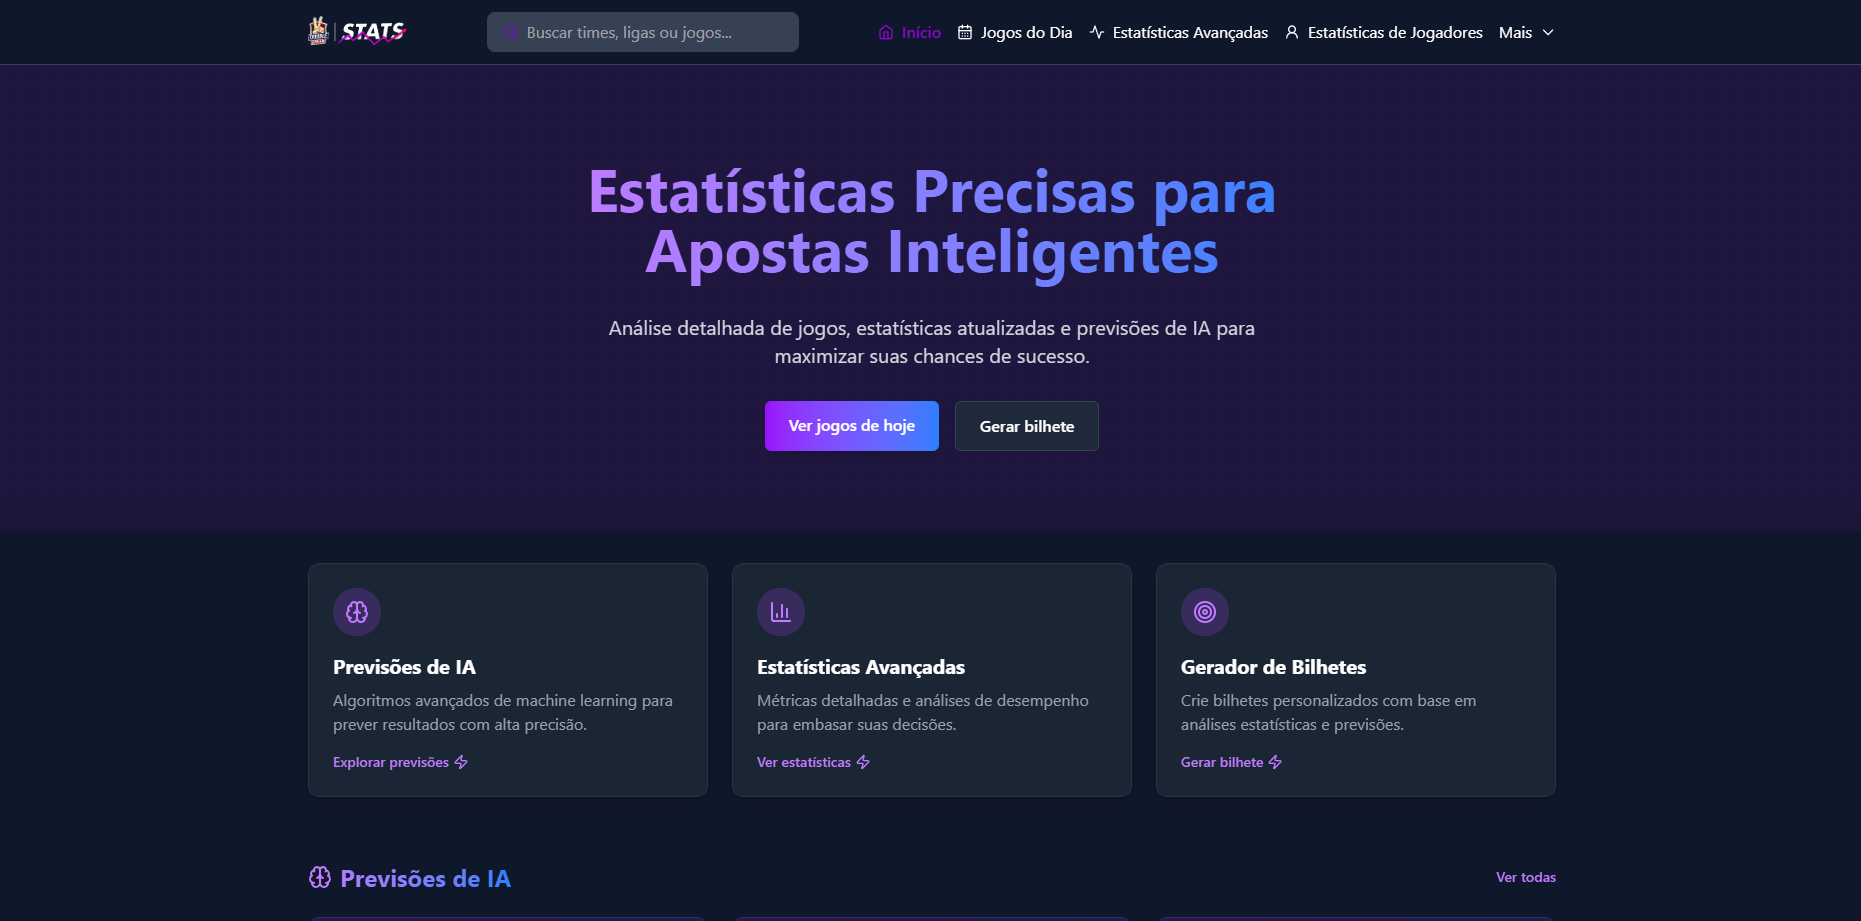 STATS
Buscar times, ligas ou jogos...
Início
Jogos do Dia
Estatísticas Avançadas
Estatísticas de Jogadores
Mais
Estatísticas Precisas para
Apostas Inteligentes
Análise detalhada de jogos, estatísticas atualizadas e previsões de IA para
maximizar suas chances de sucesso.
Ver jogos de hoje
Gerar bilhete
Previsões de IA
Algoritmos avançados de machine learning para
prever resultados com alta precisão.
Explorar previsões
Estatísticas Avançadas
Métricas detalhadas e análises de desempenho
para embasar suas decisões.
Ver estatísticas
Gerador de Bilhetes
Crie bilhetes personalizados com base em
análises estatísticas e previsões.
Gerar bilhete
Previsões de IA
Ver todas